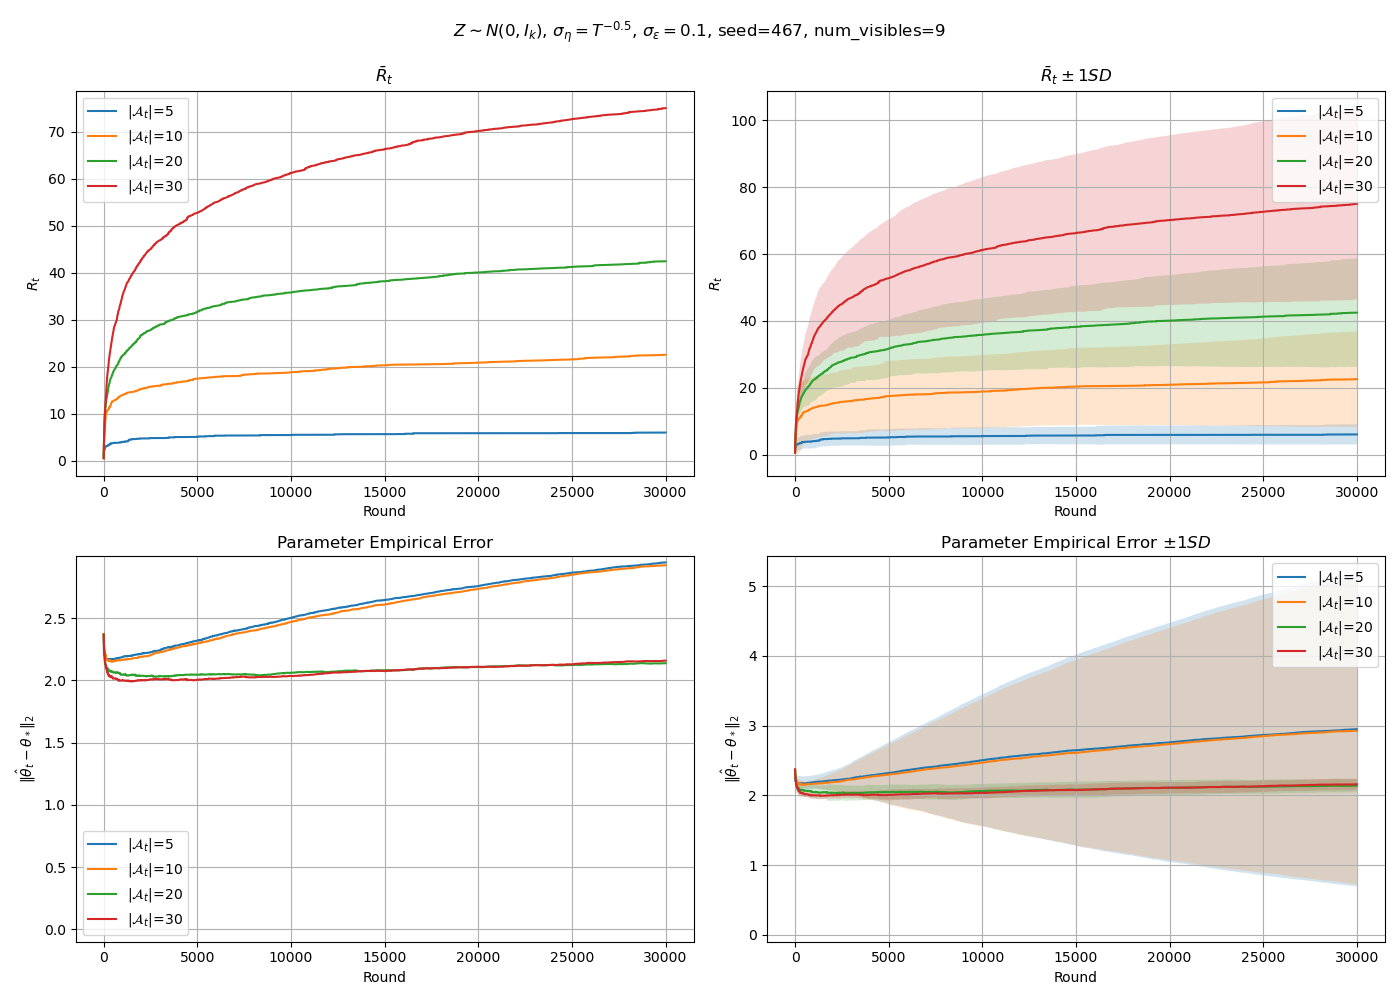 Z ∼ N(0, I_k), σ_η = T^{−0.5}, σ_ε = 0.1, seed=467, num_visibles=9
R̄_t
R_t
70
60
50
40
30
20
10
0
|𝒜_t|=5
|𝒜_t|=10
|𝒜_t|=20
|𝒜_t|=30
0 5000 10000 15000 20000 25000 30000
Round
R̄_t ± 1SD
R_t
100
80
60
40
20
0
|𝒜_t|=5
|𝒜_t|=10
|𝒜_t|=20
|𝒜_t|=30
0 5000 10000 15000 20000 25000 30000
Round
Parameter Empirical Error
‖θ̂_t − θ_*‖_2
2.5
2.0
1.5
1.0
0.5
0.0
|𝒜_t|=5
|𝒜_t|=10
|𝒜_t|=20
|𝒜_t|=30
0 5000 10000 15000 20000 25000 30000
Round
Parameter Empirical Error ±1SD
‖θ̂_t − θ_*‖_2
5
4
3
2
1
0
|𝒜_t|=5
|𝒜_t|=10
|𝒜_t|=20
|𝒜_t|=30
0 5000 10000 15000 20000 25000 30000
Round